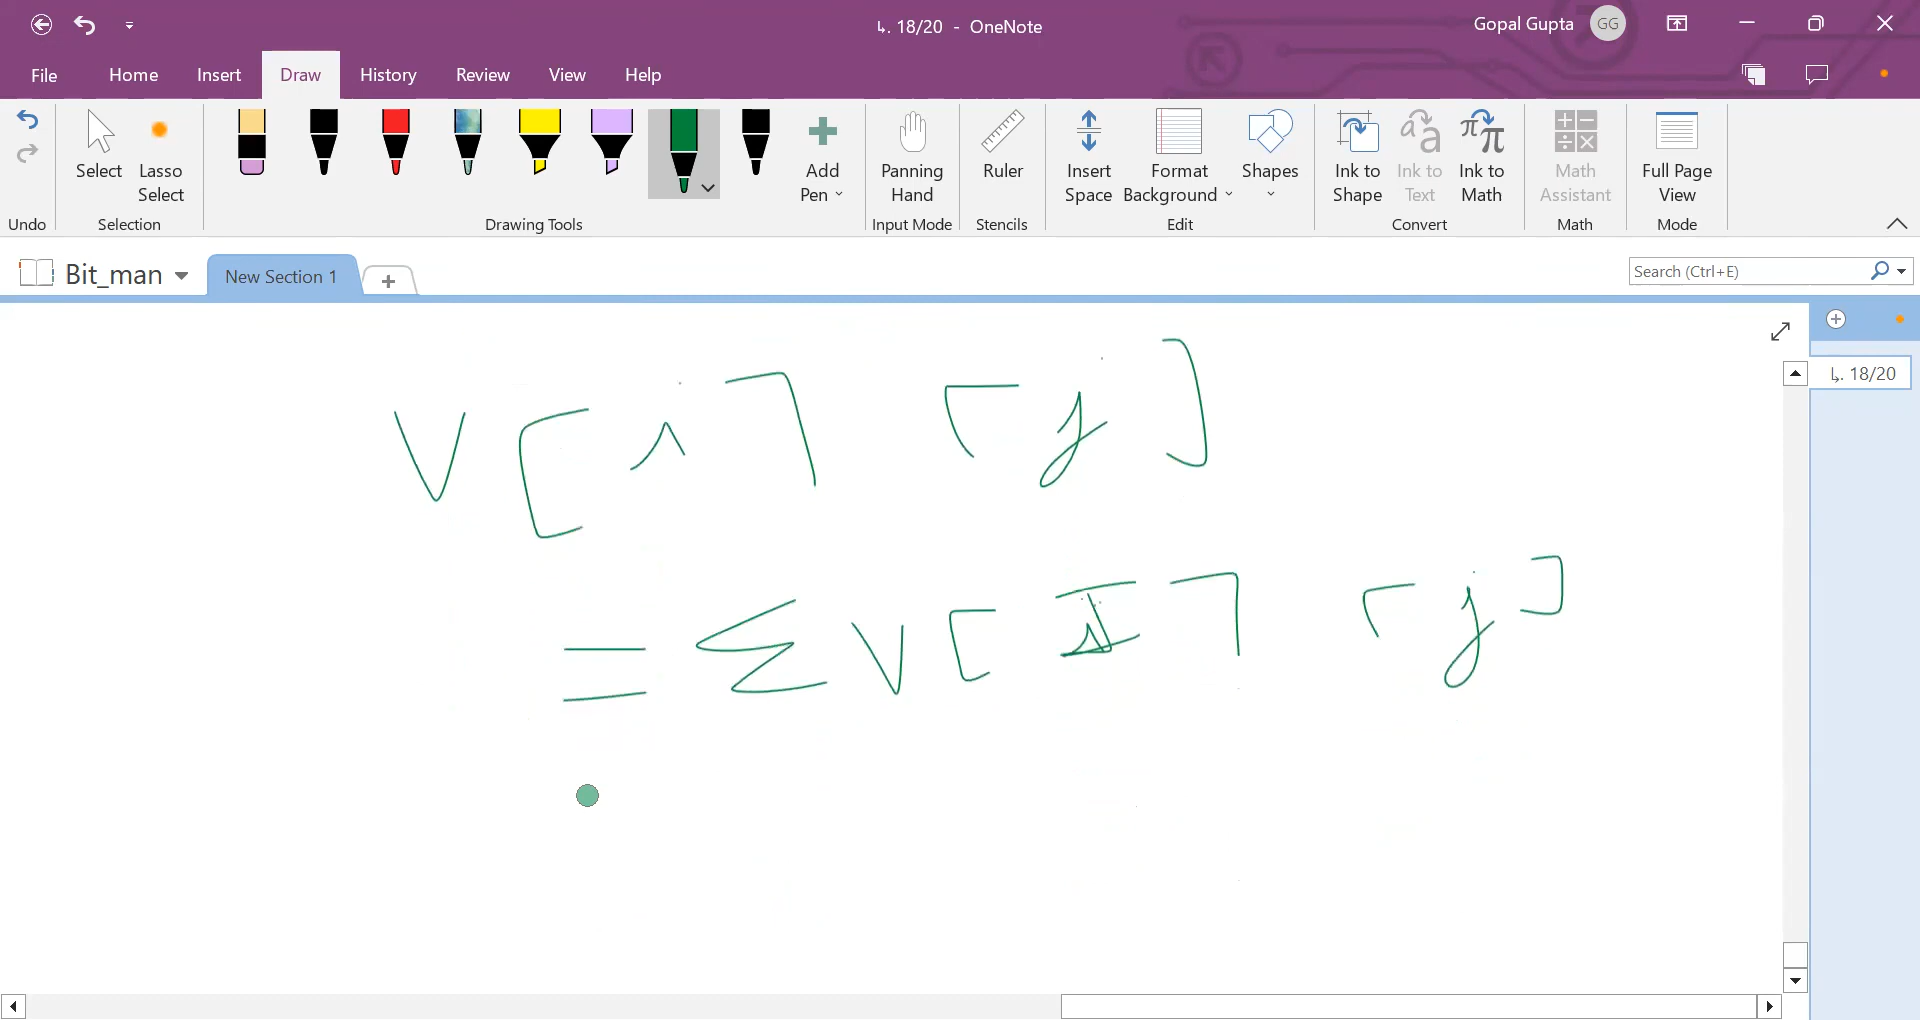 ↳. 18/20 - OneNote
Gopal Gupta GG
File Home Insert Draw History Review View Help
Select
Lasso Select
Add Pen
Panning Hand
Ruler
Insert Space
Format Background
Shapes
Ink to Shape
Ink to Text
Ink to Math
Math Assistant
Full Page View
Undo Selection Drawing Tools Input Mode Stencils Edit Convert Math Mode
Bit_man New Section 1
Search (Ctrl+E)
↳. 18/20
V[i] [j]
= Σ V[I] [j]